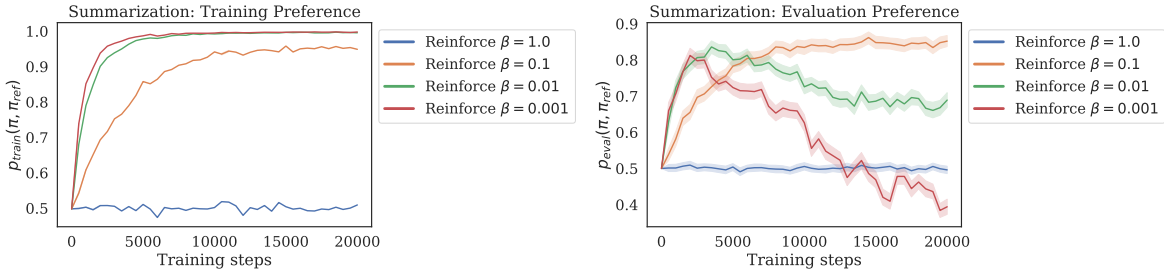 Summarization: Training Preference
p_train(π, π_ref)
1.0
0.9
0.8
0.7
0.6
0.5
0
5000
10000
15000
20000
Training steps
Reinforce β = 1.0
Reinforce β = 0.1
Reinforce β = 0.01
Reinforce β = 0.001
Summarization: Evaluation Preference
p_eval(π, π_ref)
0.9
0.8
0.7
0.6
0.5
0.4
0
5000
10000
15000
20000
Training steps
Reinforce β = 1.0
Reinforce β = 0.1
Reinforce β = 0.01
Reinforce β = 0.001